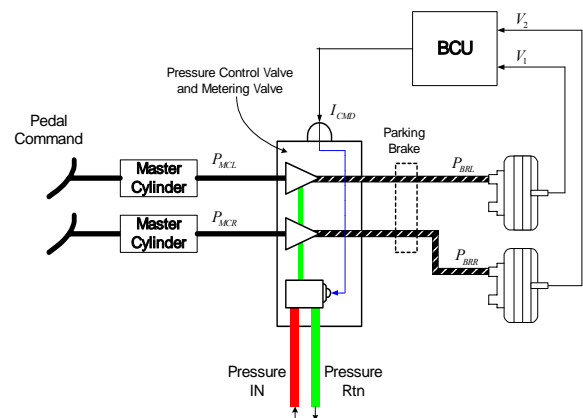 BCU
V2
V1
Pressure Control Valve
and Metering Valve
ICMD
Pedal
Command
Parking
Brake
Master
Cylinder
PMCL
PBRL
Master
Cylinder
PMCR
PBRR
Pressure
IN
Pressure
Rtn